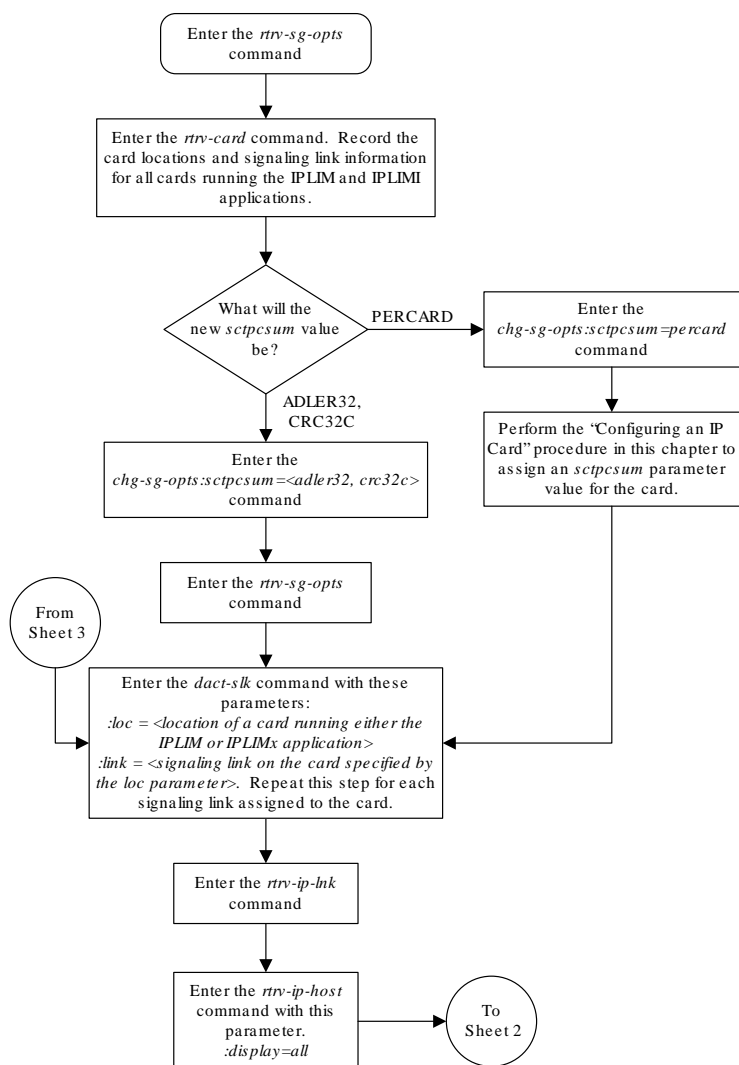 Enter the rtrv-sg-opts
command
Enter the rtrv-card command. Record the
card locations and signaling link information
for all cards running the IPLIM and IPLIMI
applications.
What will the
new sctpcsum value
be?
PERCARD
Enter the
chg-sg-opts:sctpcsum=percard
command
ADLER32,
CRC32C
Perform the “Configuring an IP
Card” procedure in this chapter to
assign an sctpcsum parameter
value for the card.
Enter the
chg-sg-opts:sctpcsum=<adler32, crc32c>
command
Enter the rtrv-sg-opts
command
From
Sheet 3
Enter the dact-slk command with these
parameters:
:loc = <location of a card running either the
IPLIM or IPLIMx application>
:link = <signaling link on the card specified by
the loc parameter>. Repeat this step for each
signaling link assigned to the card.
Enter the rtrv-ip-lnk
command
Enter the rtrv-ip-host
command with this
parameter.
:display=all
To
Sheet 2